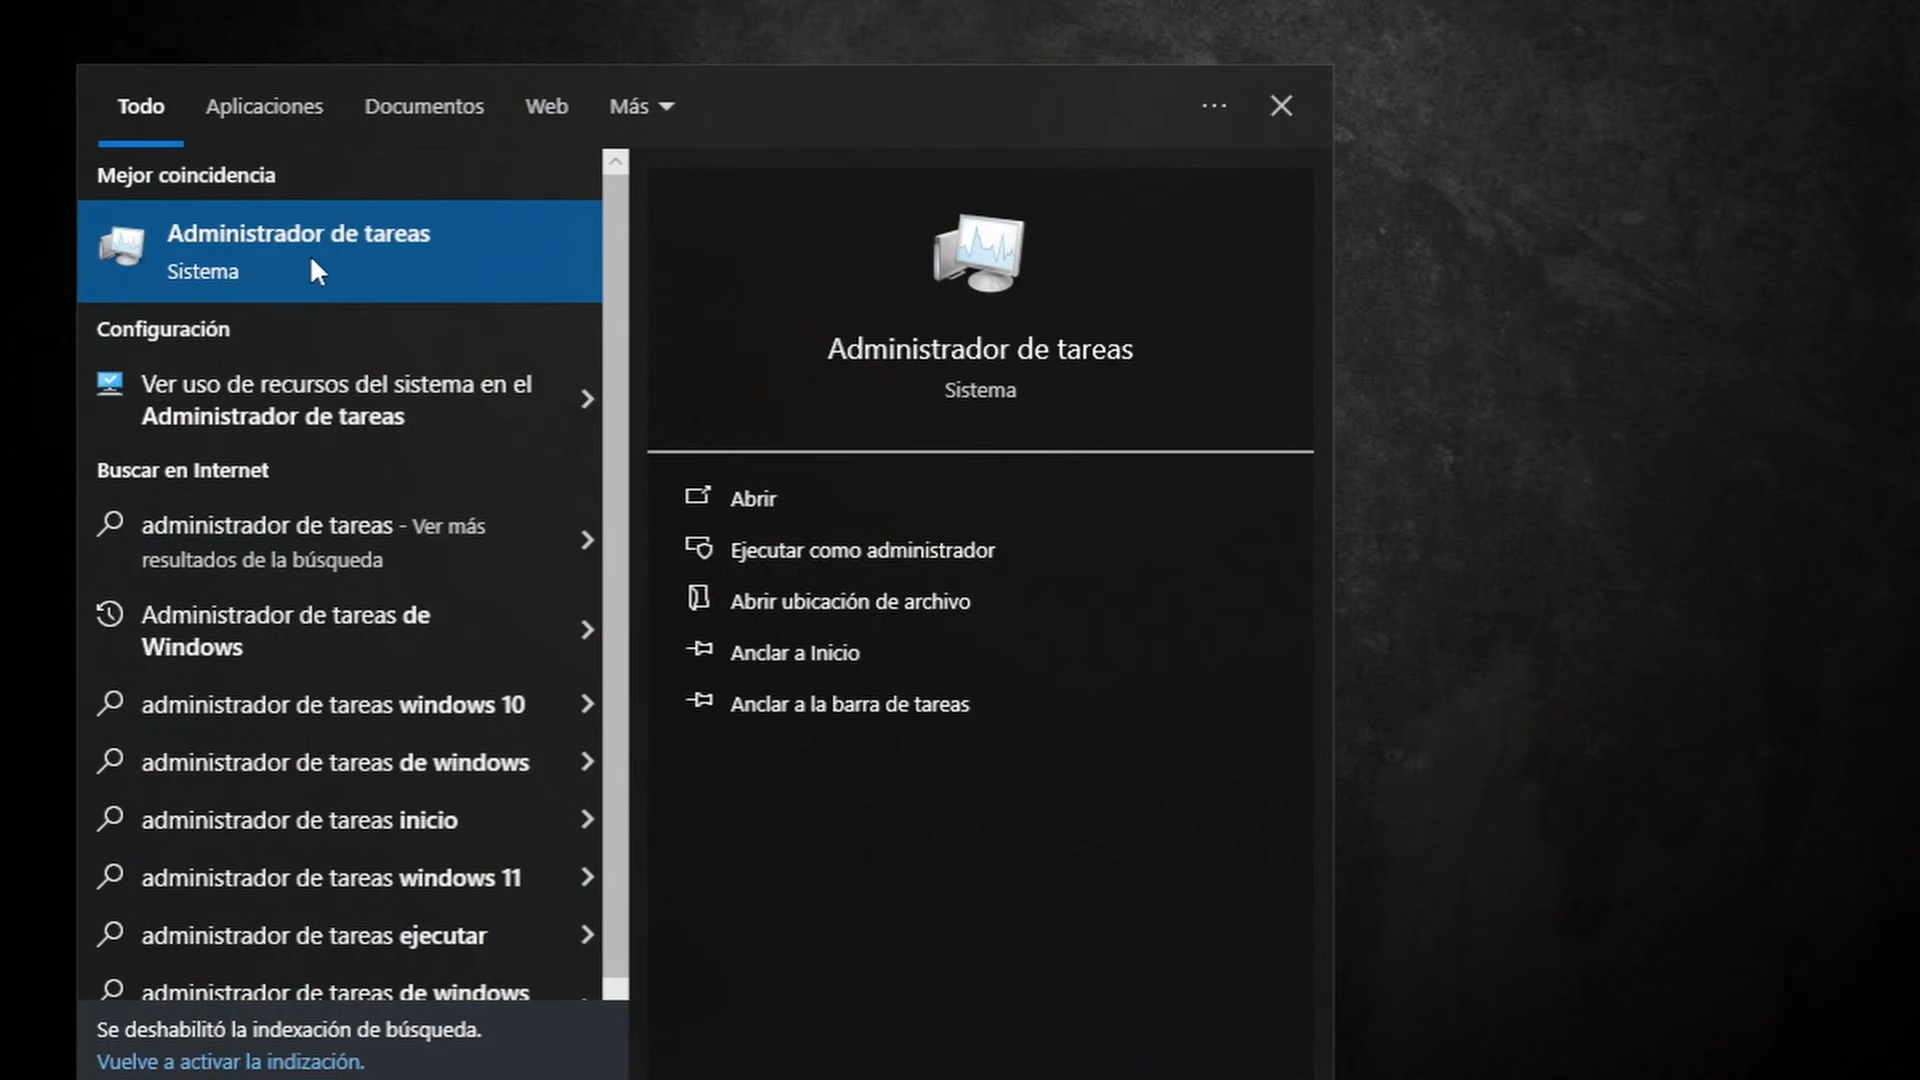 Todo Aplicaciones Documentos Web Más
Mejor coincidencia
Administrador de tareas
Sistema
Configuración
Ver uso de recursos del sistema en el
Administrador de tareas
Buscar en Internet
administrador de tareas - Ver más
resultados de la búsqueda
Administrador de tareas de
Windows
administrador de tareas windows 10
administrador de tareas de windows
administrador de tareas inicio
administrador de tareas windows 11
administrador de tareas ejecutar
administrador de tareas de windows
Se deshabilitó la indexación de búsqueda.
Vuelve a activar la indización.
Administrador de tareas
Sistema
Abrir
Ejecutar como administrador
Abrir ubicación de archivo
Anclar a Inicio
Anclar a la barra de tareas